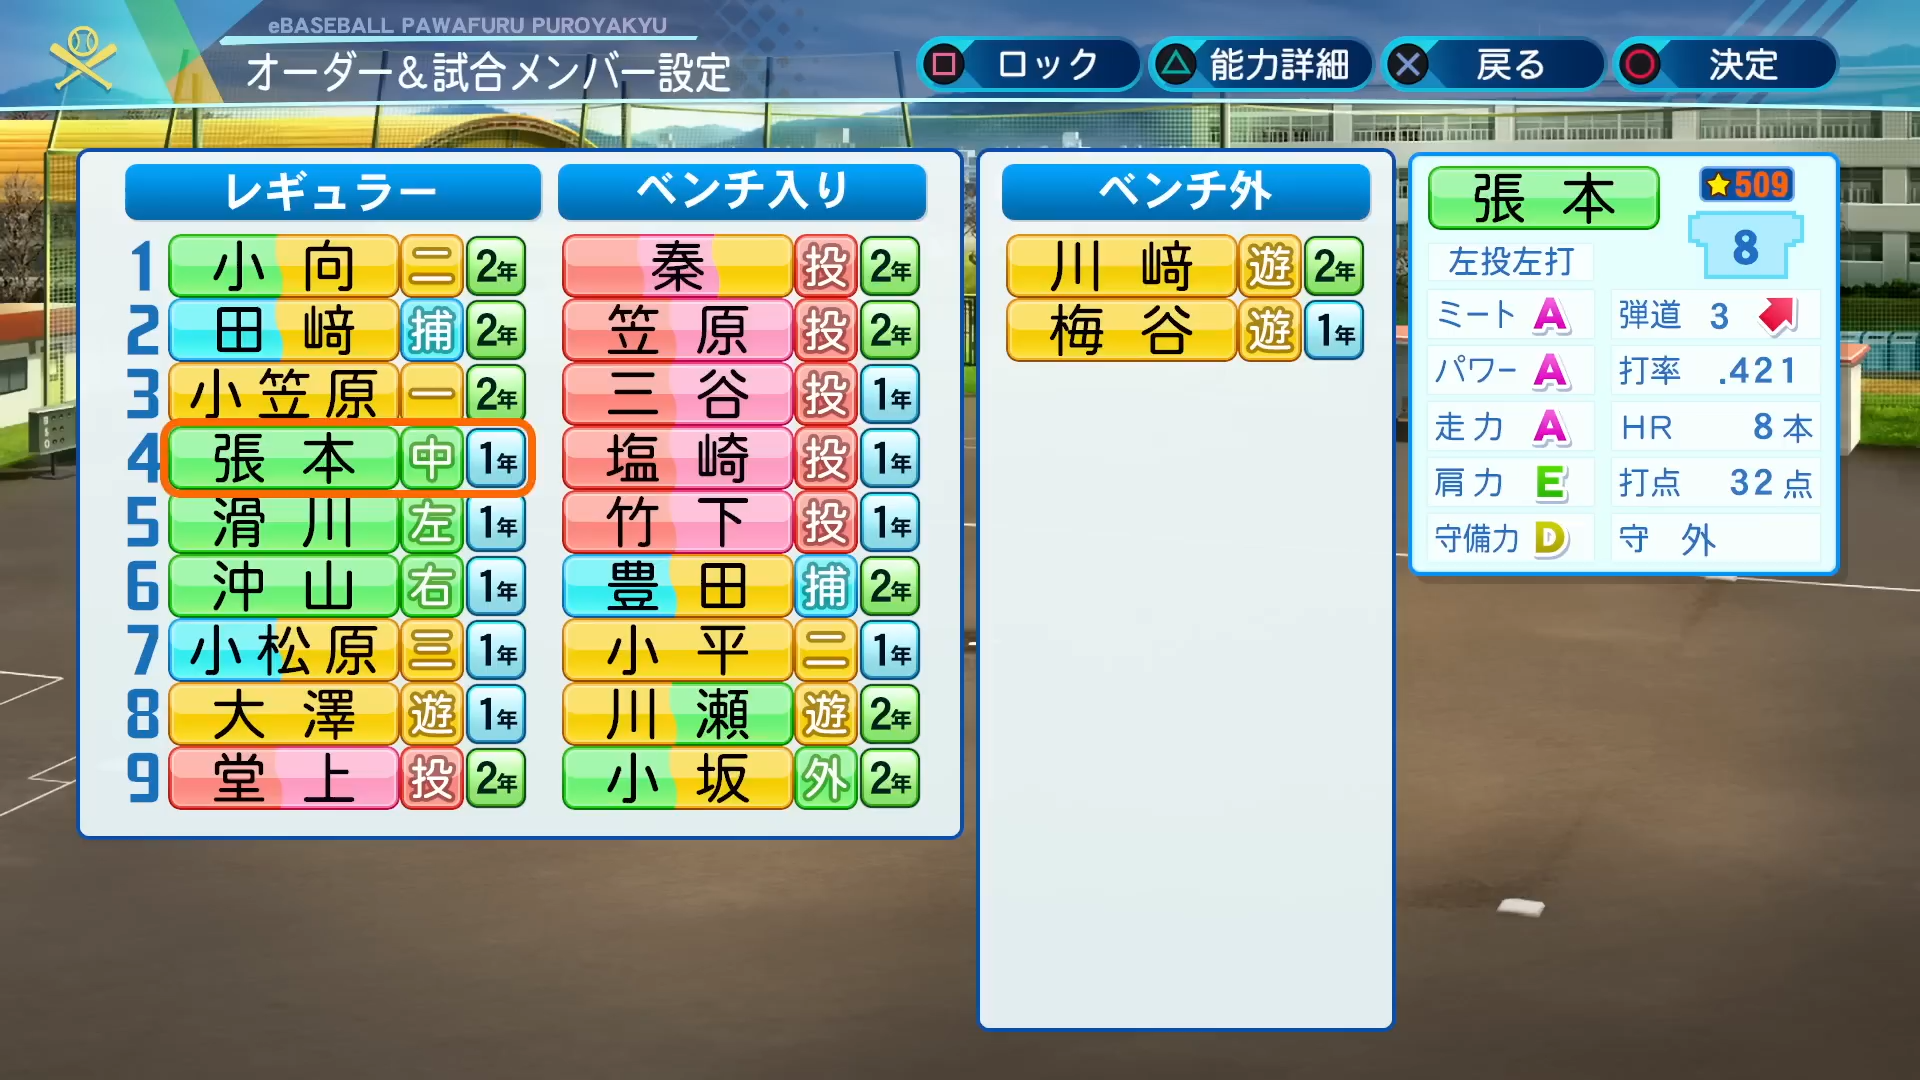 eBASEBALL PAWAFURU PUROYAKYU
オーダー&試合メンバー設定
ロック
能力詳細
戻る
決定
レギュラー
1 小向 二 2年
2 田﨑 捕 2年
3 小笠原 一 2年
4 張本 中 1年
5 滑川 左 1年
6 沖山 右 1年
7 小松原 三 1年
8 大澤 遊 1年
9 堂上 投 2年
ベンチ入り
秦 投 2年
笠原 投 2年
三谷 投 1年
塩崎 投 1年
竹下 投 1年
豊田 捕 2年
小平 二 1年
川瀬 遊 2年
小坂 外 2年
ベンチ外
川﨑 遊 2年
梅谷 遊 1年
張本
★509
8
左投左打
ミート A 弾道 3
パワー A 打率 .421
走力 A HR 8本
肩力 E 打点 32点
守備力 D 守 外